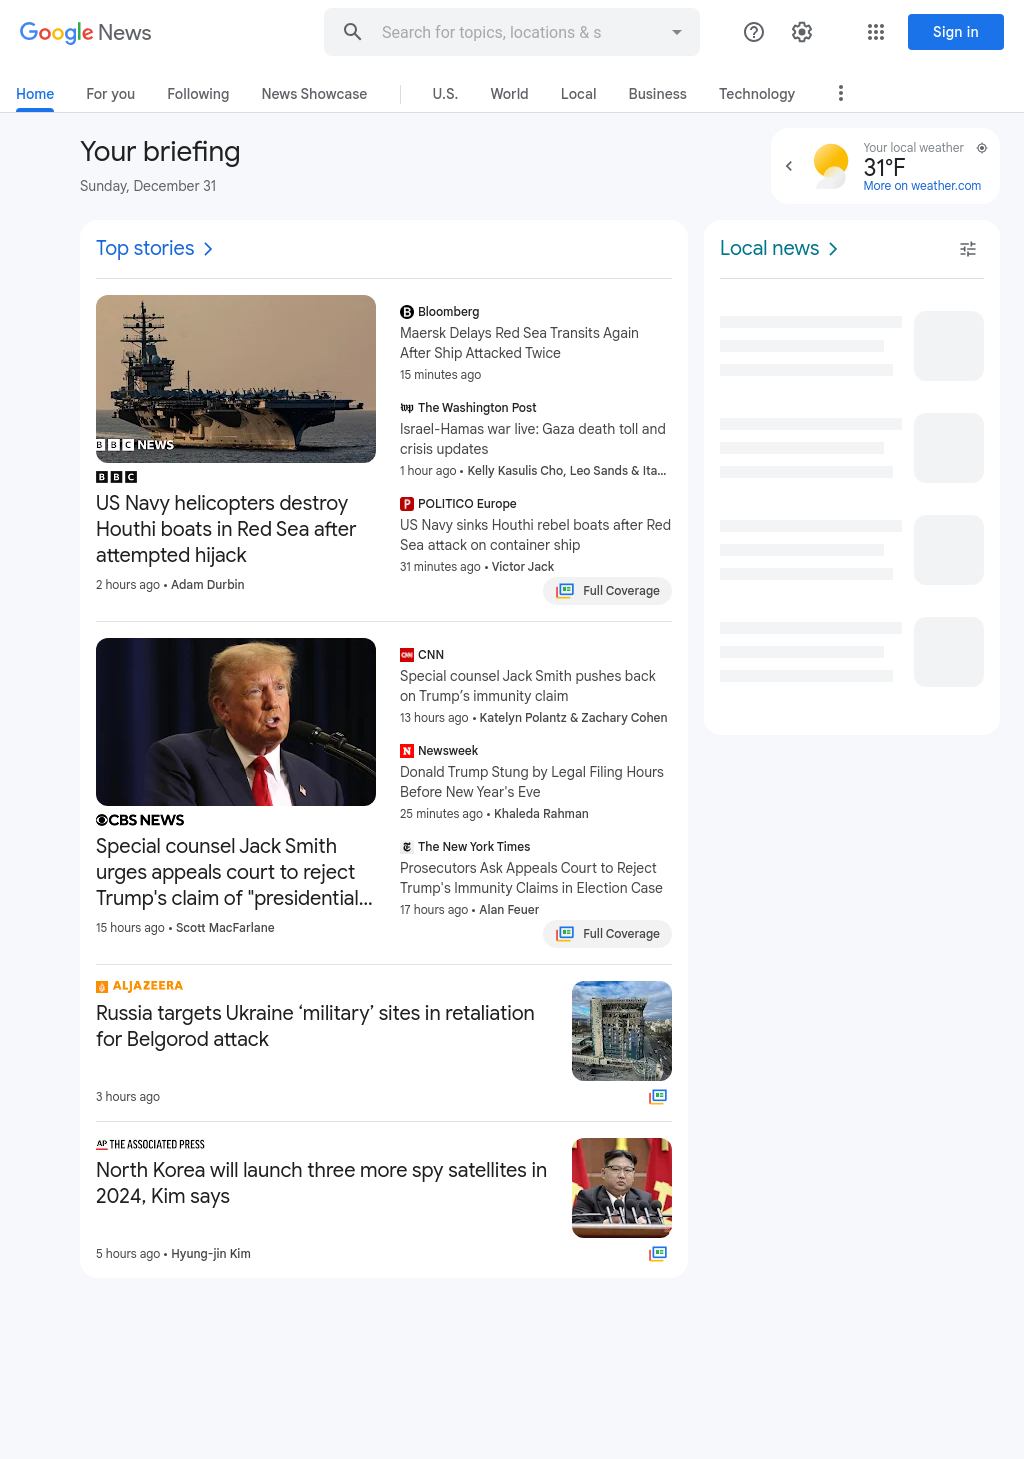 Google News
Search for topics, locations & s
Sign in
Home
For you
Following
News Showcase
U.S.
World
Local
Business
Technology
Your briefing
Sunday, December 31
Your local weather
31°F
More on weather.com
Top stories
BBC NEWS
BBC
US Navy helicopters destroy
Houthi boats in Red Sea after
attempted hijack
2 hours ago • Adam Durbin
Bloomberg
Maersk Delays Red Sea Transits Again
After Ship Attacked Twice
15 minutes ago
The Washington Post
Israel-Hamas war live: Gaza death toll and
crisis updates
1 hour ago • Kelly Kasulis Cho, Leo Sands & Ita...
POLITICO Europe
US Navy sinks Houthi rebel boats after Red
Sea attack on container ship
31 minutes ago • Victor Jack
Full Coverage
CBS NEWS
Special counsel Jack Smith
urges appeals court to reject
Trump's claim of "presidential...
15 hours ago • Scott MacFarlane
CNN
Special counsel Jack Smith pushes back
on Trump’s immunity claim
13 hours ago • Katelyn Polantz & Zachary Cohen
Newsweek
Donald Trump Stung by Legal Filing Hours
Before New Year's Eve
25 minutes ago • Khaleda Rahman
The New York Times
Prosecutors Ask Appeals Court to Reject
Trump's Immunity Claims in Election Case
17 hours ago • Alan Feuer
Full Coverage
ALJAZEERA
Russia targets Ukraine ‘military’ sites in retaliation
for Belgorod attack
3 hours ago
AP THE ASSOCIATED PRESS
North Korea will launch three more spy satellites in
2024, Kim says
5 hours ago • Hyung-jin Kim
Local news